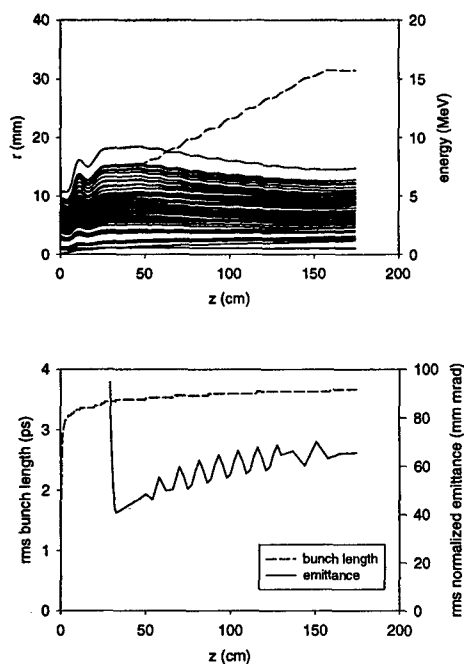 40
30
20
10
0
r (mm)
20
15
10
5
0
energy (MeV)
0 50 100 150 200
z (cm)
4
3
2
1
0
rms bunch length (ps)
100
80
60
40
20
0
rms normalized emittance (mm mrad)
bunch length
emittance
0 50 100 150 200
z (cm)